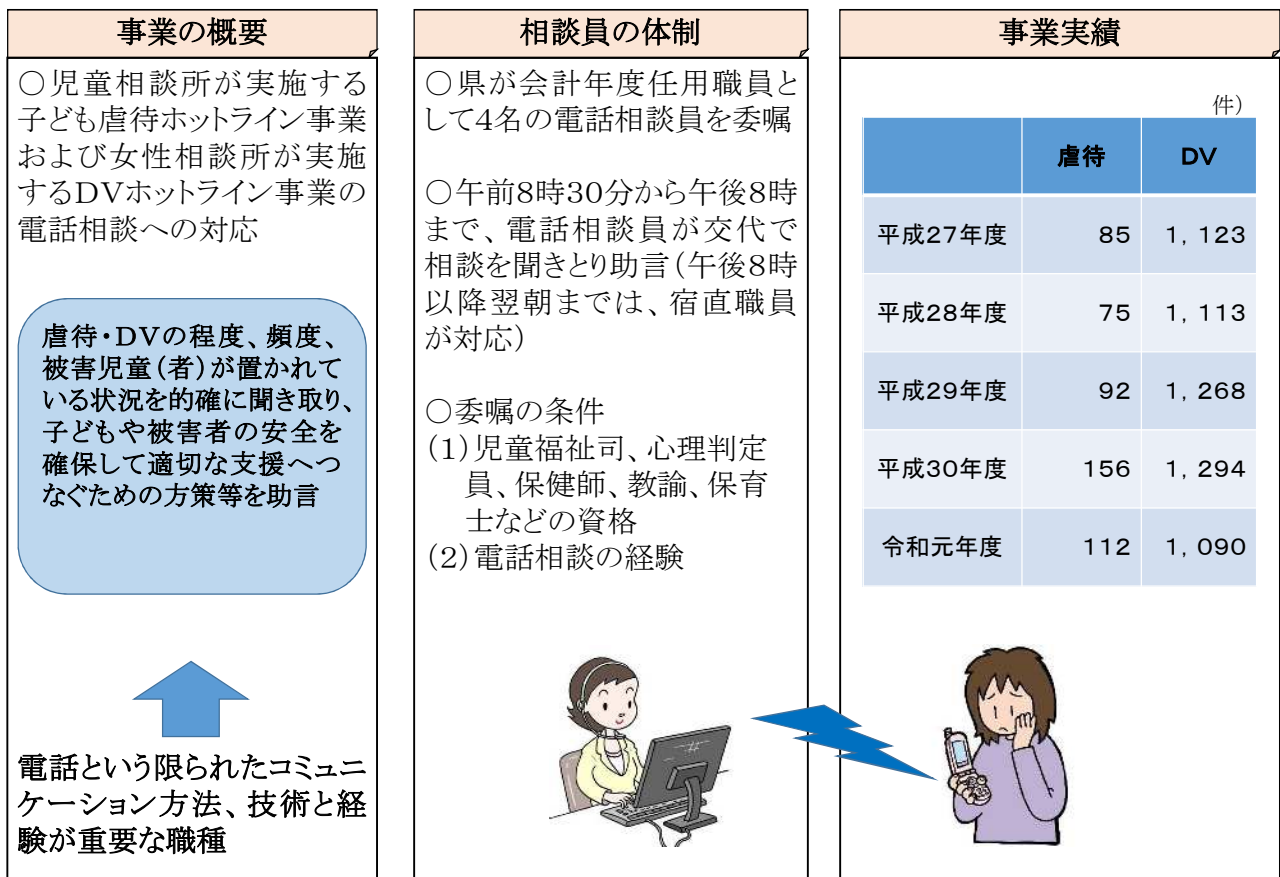 事業の概要
○児童相談所が実施する
子ども虐待ホットライン事業
および女性相談所が実施
するDVホットライン事業の
電話相談への対応
虐待・DVの程度、頻度、
被害児童(者)が置かれて
いる状況を的確に聞き取り、
子どもや被害者の安全を
確保して適切な支援へつ
なぐための方策等を助言
電話という限られたコミュニ
ケーション方法、技術と経
験が重要な職種
相談員の体制
○県が会計年度任用職員と
して4名の電話相談員を委嘱
○午前8時30分から午後8時
まで、電話相談員が交代で
相談を聞きとり助言(午後8時
以降翌朝までは、宿直職員
が対応)
○委嘱の条件
(1)児童福祉司、心理判定
員、保健師、教諭、保育
士などの資格
(2)電話相談の経験
事業実績
件)
虐待 DV
平成27年度 85 1,123
平成28年度 75 1,113
平成29年度 92 1,268
平成30年度 156 1,294
令和元年度 112 1,090